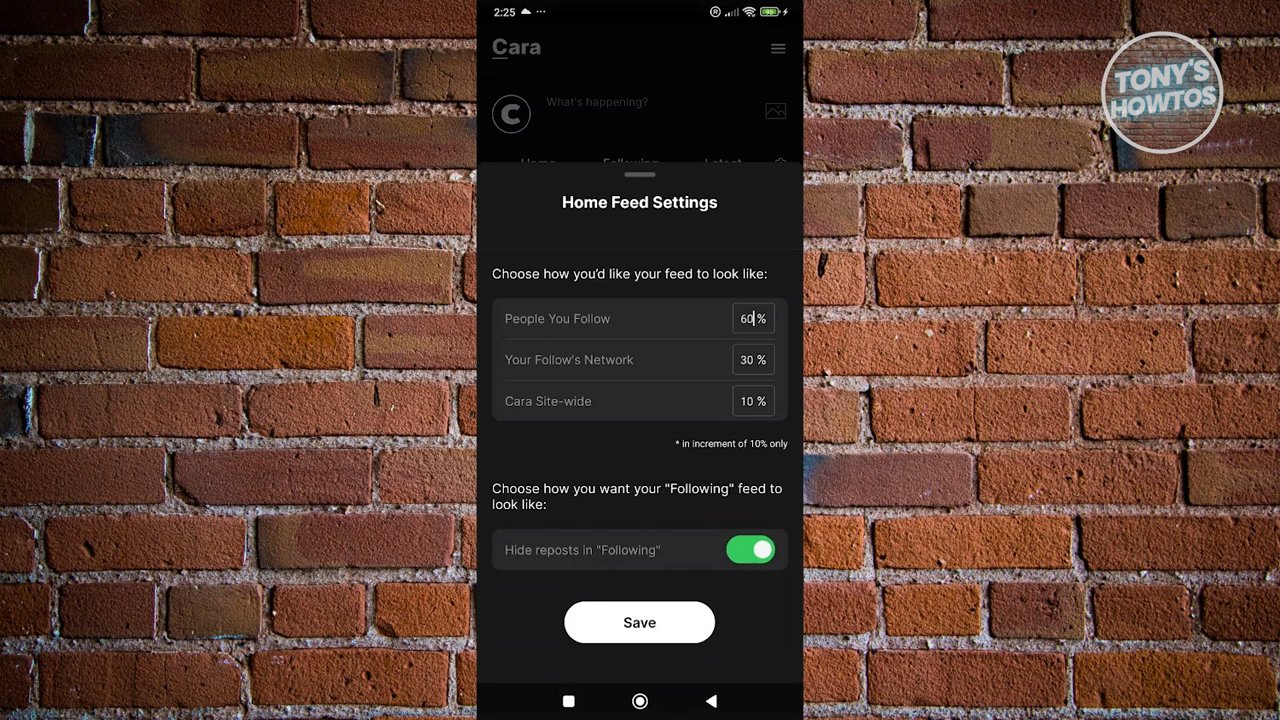 2:25
95
Cara
What's happening?
Home Following Latest
Home Feed Settings
Choose how you'd like your feed to look like:
People You Follow 60 %
Your Follow's Network 30 %
Cara Site-wide 10 %
* in increment of 10% only
Choose how you want your "Following" feed to
look like:
Hide reposts in "Following"
Save
TONY'S
HOWTOS